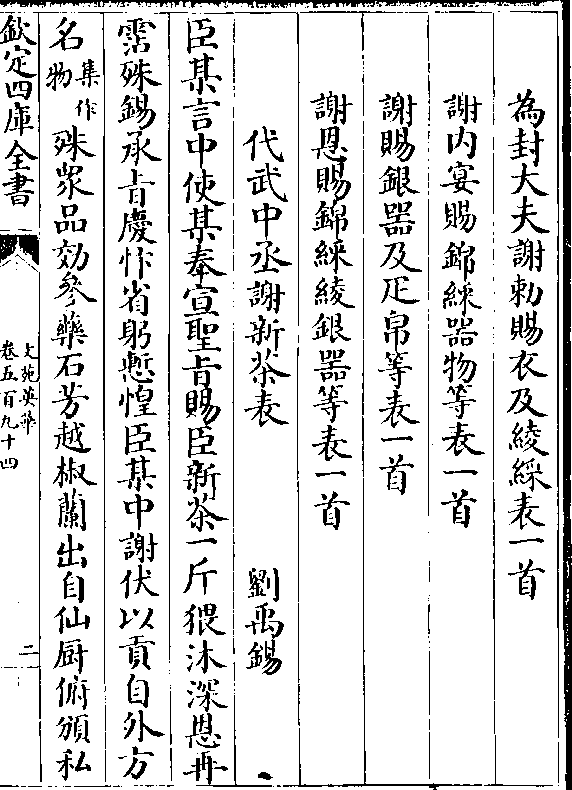 為封大夫謝勅賜衣及綾綵表一首
謝内宴賜錦綵器物等表一首
謝賜銀器及疋帛等表一首
謝恩賜錦綵綾銀器等表一首
代武中丞謝新茶表 劉禹錫
臣某言中使某奉宣聖㫖賜臣新茶一斤猥沐深恩再
霑殊錫承㫖慶忭省躬慙惶臣某中謝伏以貢自外方
名集作物殊衆品効參藥石芳越椒蘭出自仙厨俯頒私
欽定四庫全書
文苑英華
卷五百九十四
二